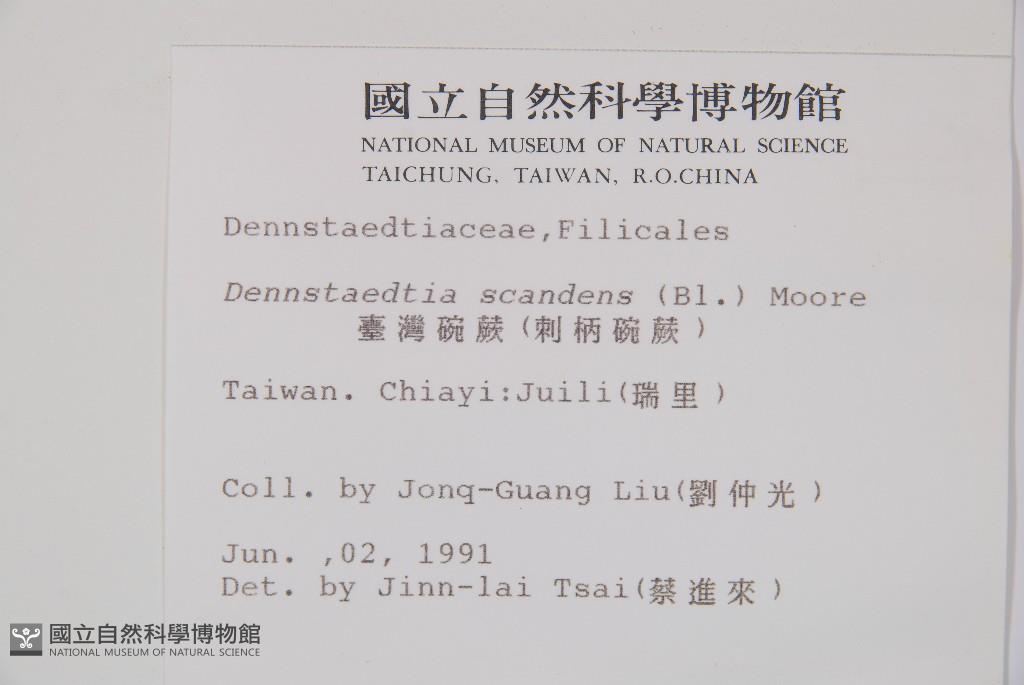 國立自然科學博物館
NATIONAL MUSEUM OF NATURAL SCIENCE
TAICHUNG, TAIWAN, R.O.CHINA
Dennstaedtiaceae,Filicales
Dennstaedtia scandens (Bl.) Moore
臺灣碗蕨(刺柄碗蕨)
Taiwan. Chiayi:Juili(瑞里)
Coll. by Jonq-Guang Liu(劉仲光)
Jun. ,02, 1991
Det. by Jinn-lai Tsai(蔡進來)
國立自然科學博物館
NATIONAL MUSEUM OF NATURAL SCIENCE